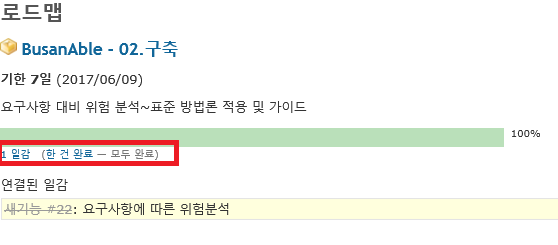 로드맵
BusanAble - 02.구축
기한 7일 (2017/06/09)
요구사항 대비 위험 분석~표준 방법론 적용 및 가이드
100%
1 일감 (한 건 완료 — 모두 완료)
연결된 일감
새기능 #22: 요구사항에 따른 위험분석